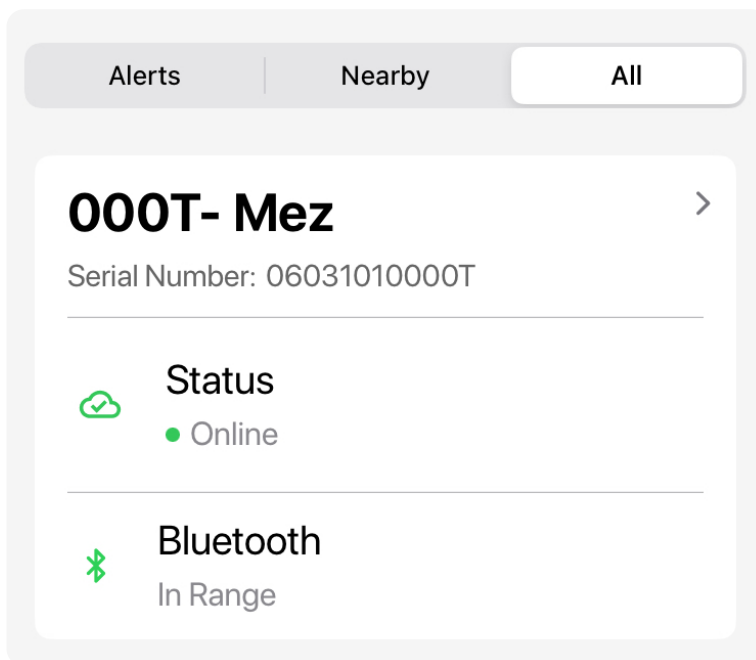 Alerts Nearby All
000T- Mez
Serial Number: 06031010000T
Status
Online
Bluetooth
In Range